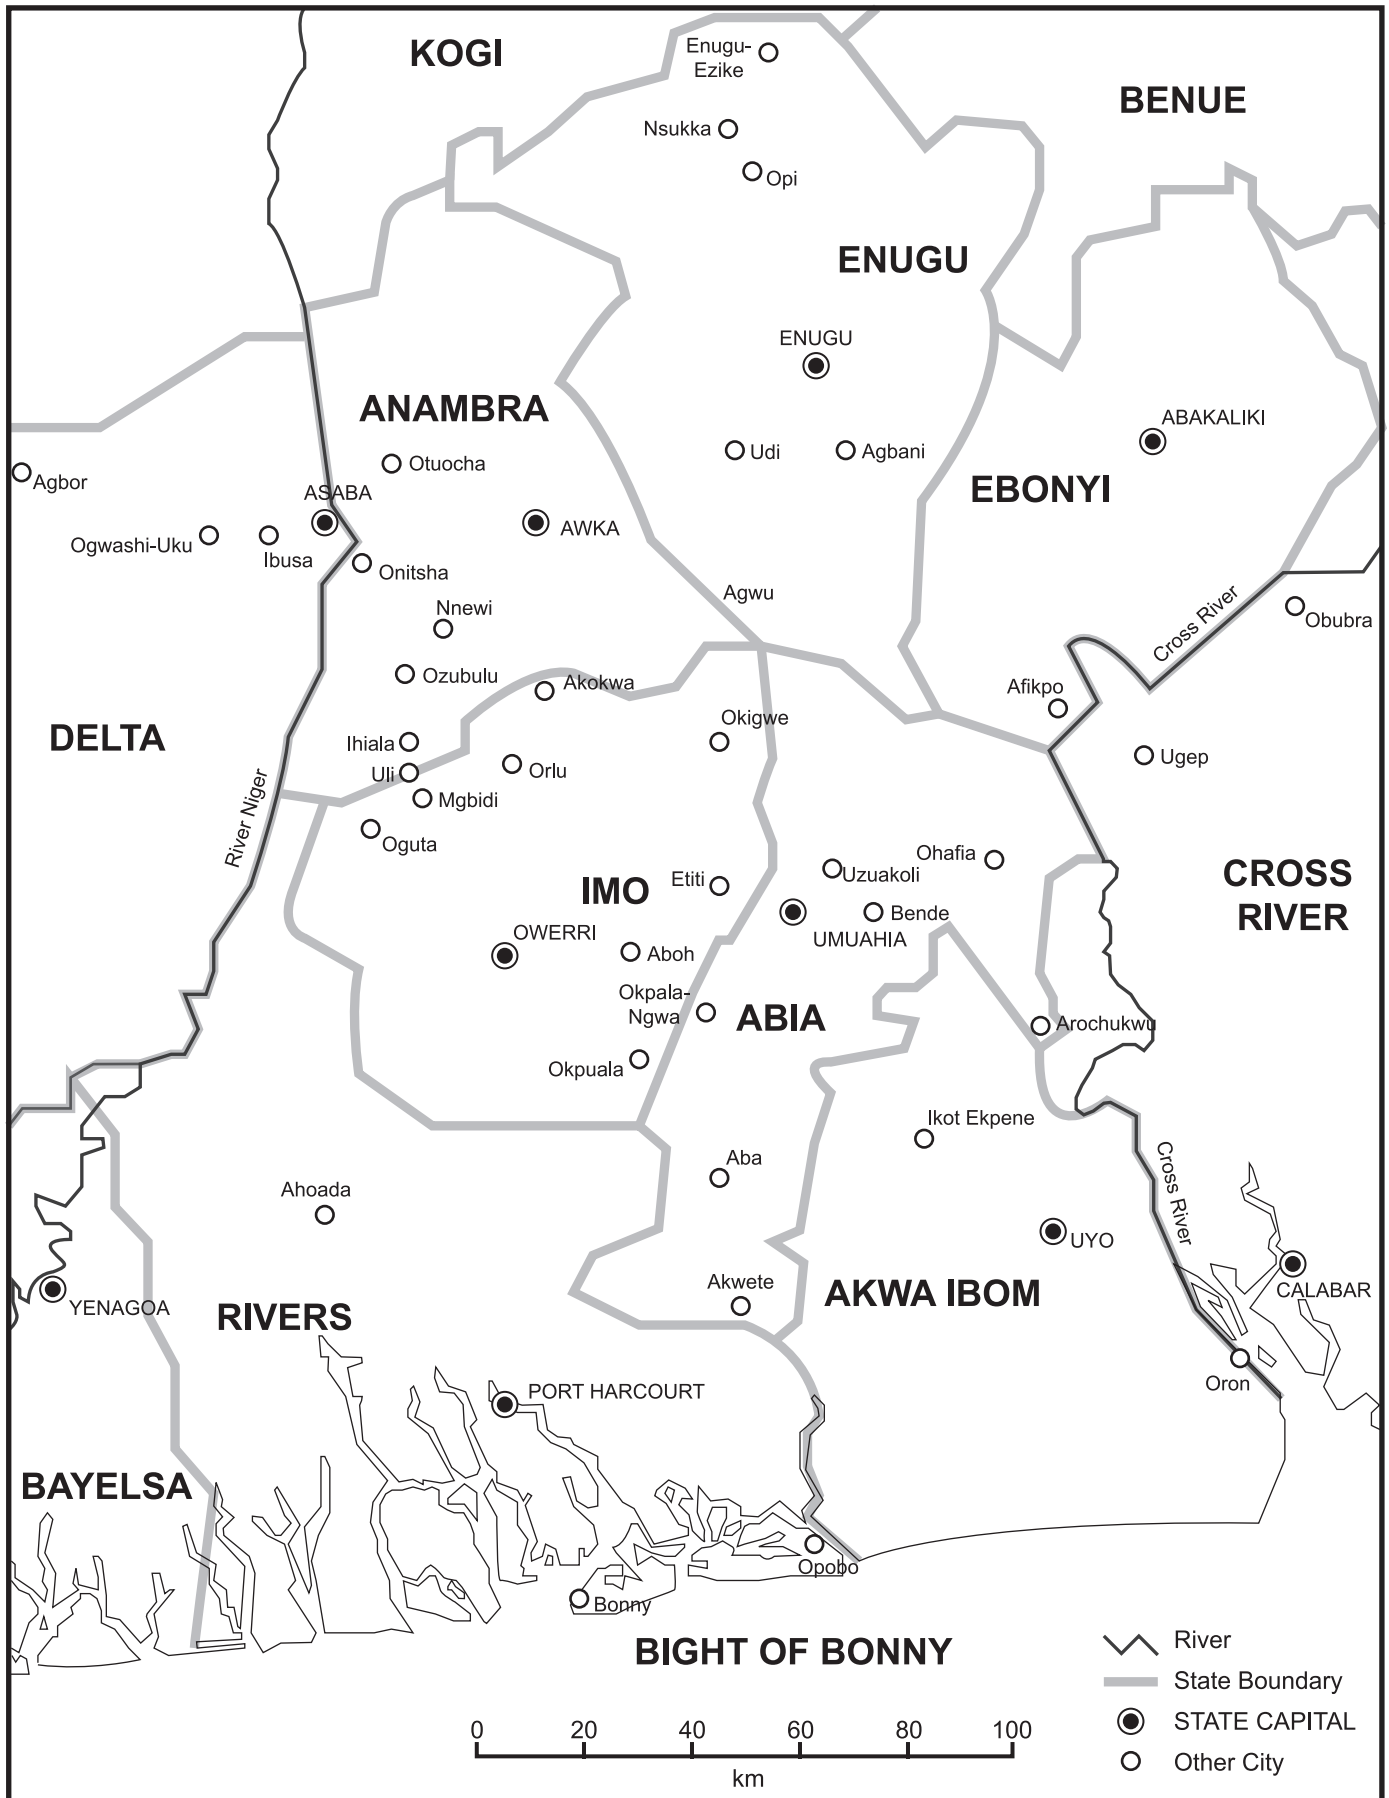 KOGI
Enugu-
Ezike
BENUE
Nsukka
Opi
ENUGU
ENUGU
ANAMBRA
ABAKALIKI
Otuocha
Udi
Agbani
Agbor
ASABA
EBONYI
AWKA
Ogwashi-Uku
Ibusa
Onitsha
Agwu
Nnewi
Cross River
Obubra
Ozubulu
Akokwa
Afikpo
DELTA
Okigwe
Ihiala
Uli
Orlu
Ugep
Mgbidi
River Niger
Oguta
Ohafia
Uzuakoli
CROSS
RIVER
Etiti
IMO
Bende
OWERRI
UMUAHIA
Aboh
Okpala-
Ngwa
ABIA
Arochukwu
Okpuala
Ikot Ekpene
Aba
Cross River
Ahoada
UYO
Akwete
AKWA IBOM
CALABAR
YENAGOA
RIVERS
Oron
PORT HARCOURT
BAYELSA
Opobo
Bonny
BIGHT OF BONNY
River
State Boundary
STATE CAPITAL
Other City
0 20 40 60 80 100
km